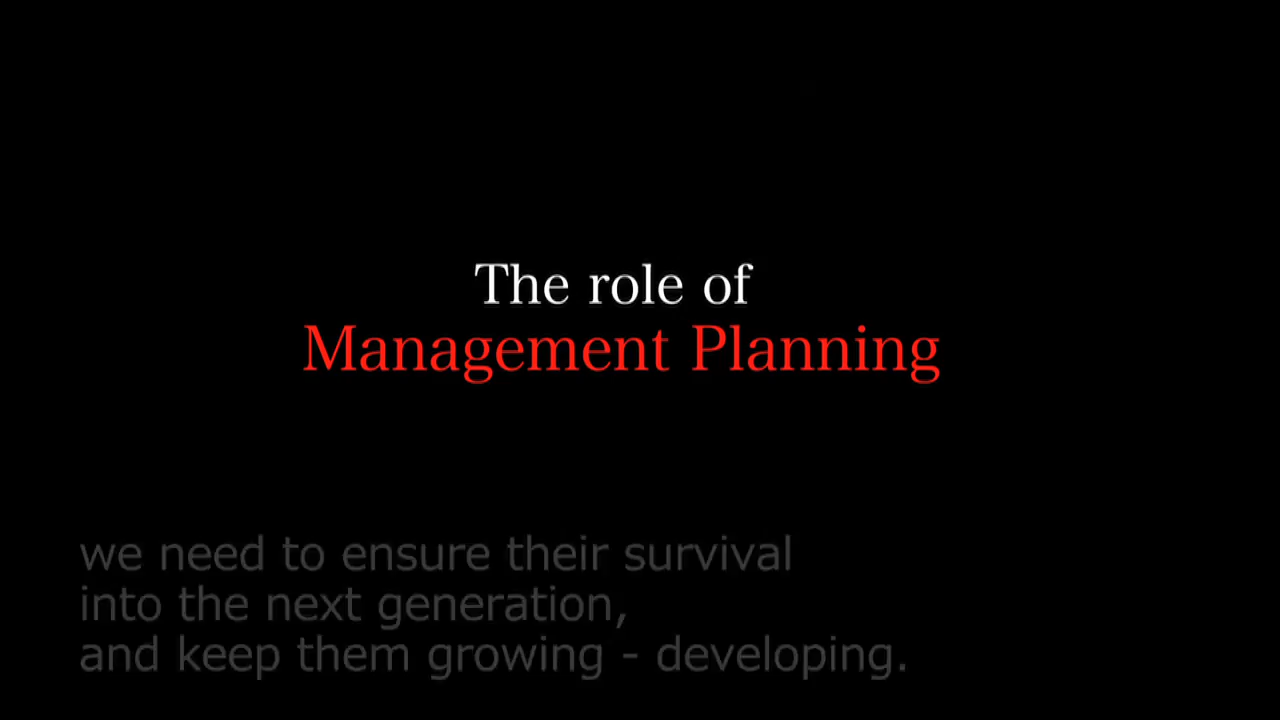 The role of
Management Planning
we need to ensure their survival
into the next generation,
and keep them growing - developing.